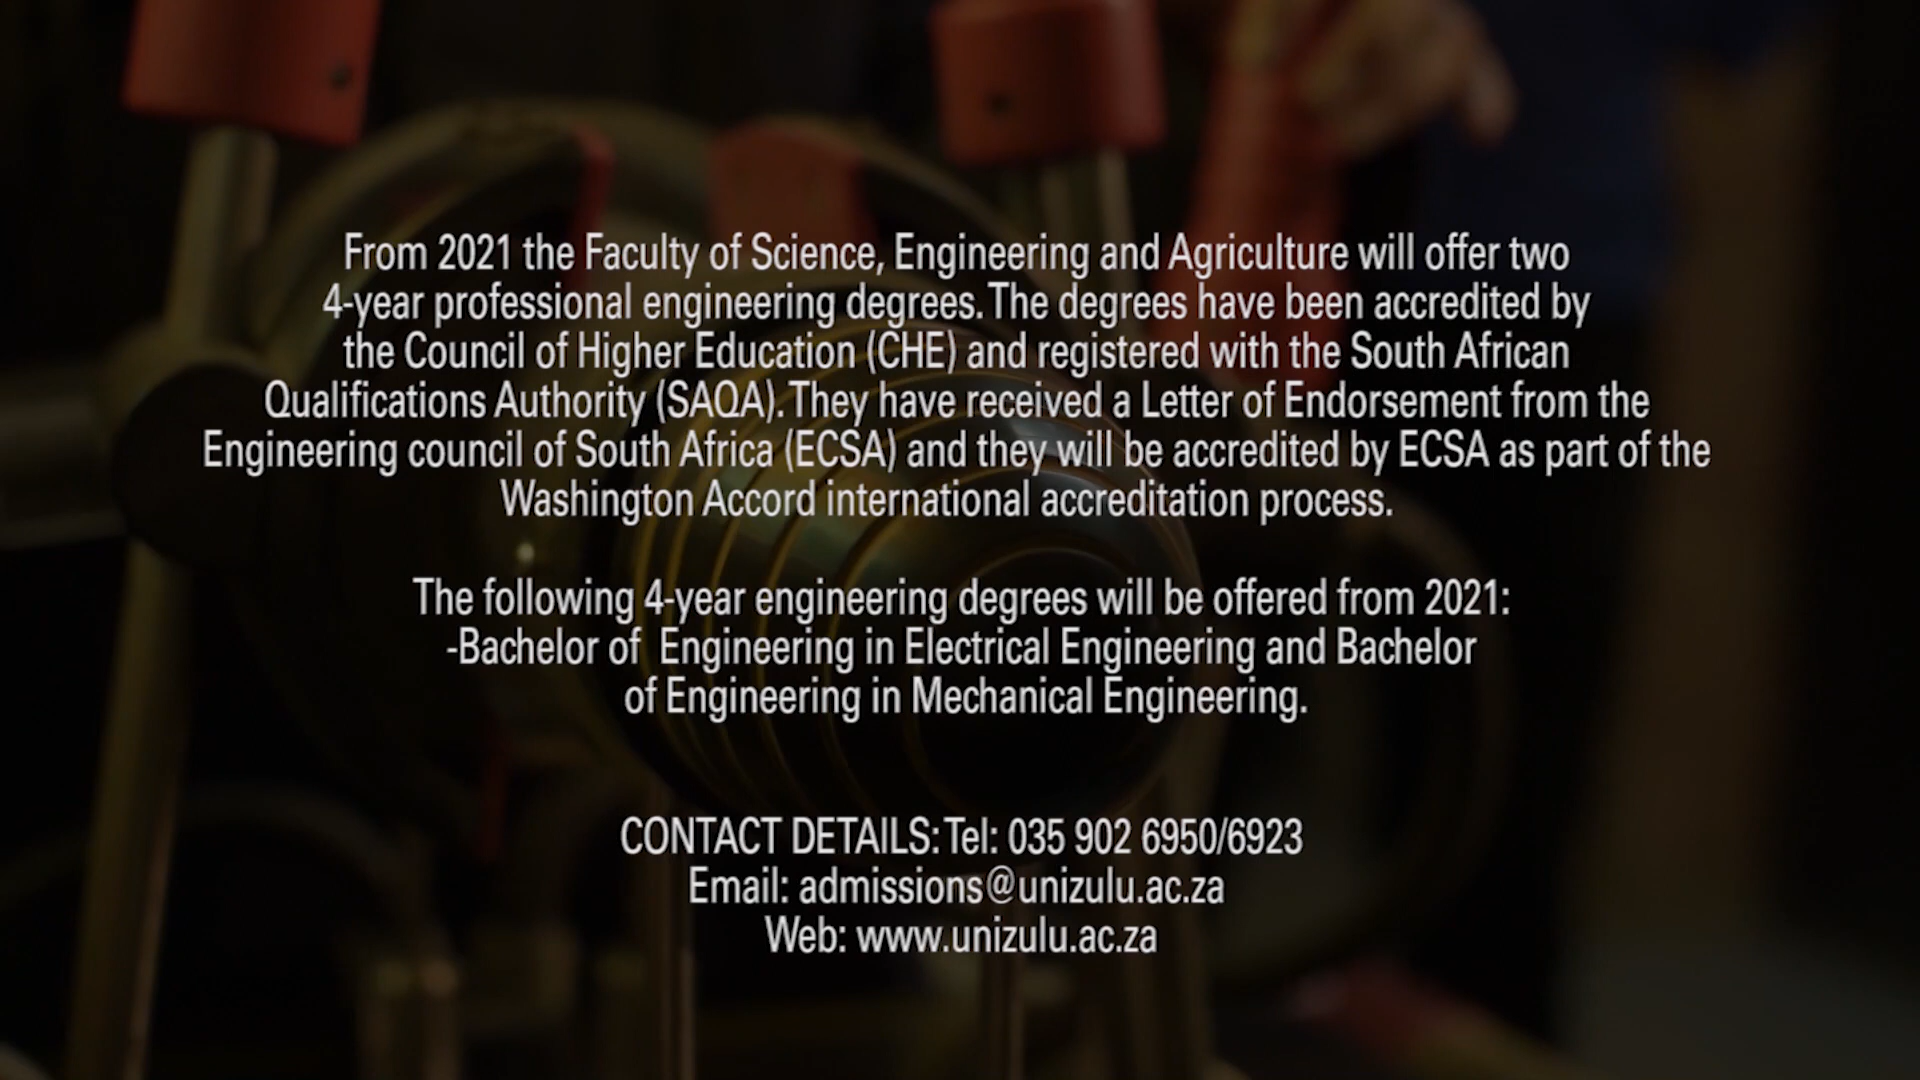 From 2021 the Faculty of Science, Engineering and Agriculture will offer two
4-year professional engineering degrees. The degrees have been accredited by
the Council of Higher Education (CHE) and registered with the South African
Qualifications Authority (SAQA). They have received a Letter of Endorsement from the
Engineering council of South Africa (ECSA) and they will be accredited by ECSA as part of the
Washington Accord international accreditation process.
The following 4-year engineering degrees will be offered from 2021:
-Bachelor of Engineering in Electrical Engineering and Bachelor
of Engineering in Mechanical Engineering.
CONTACT DETAILS: Tel: 035 902 6950/6923
Email: admissions@unizulu.ac.za
Web: www.unizulu.ac.za